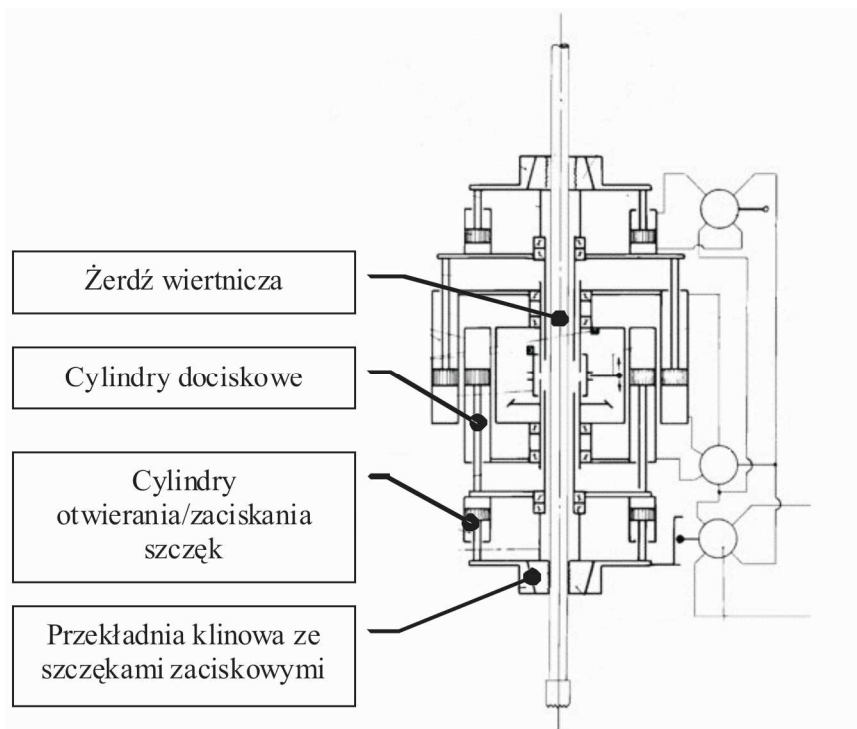 Żerdź wiertnicza
Cylindry dociskowe
Cylindry
otwierania/zaciskania
szczęk
Przekładnia klinowa ze
szczękami zaciskowymi